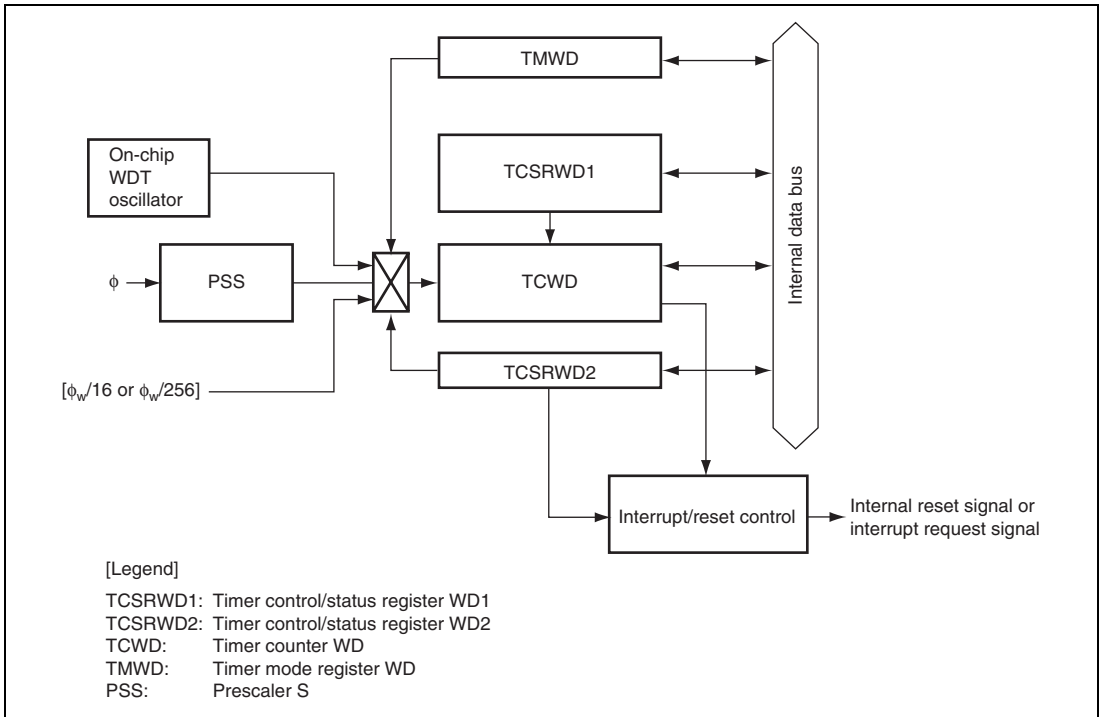 TMWD
On-chip
WDT
oscillator
TCSRWD1
Internal data bus
ϕ
PSS
TCWD
TCSRWD2
[ϕw/16 or ϕw/256]
Interrupt/reset control
Internal reset signal or
interrupt request signal
[Legend]
TCSRWD1: Timer control/status register WD1
TCSRWD2: Timer control/status register WD2
TCWD: Timer counter WD
TMWD: Timer mode register WD
PSS: Prescaler S